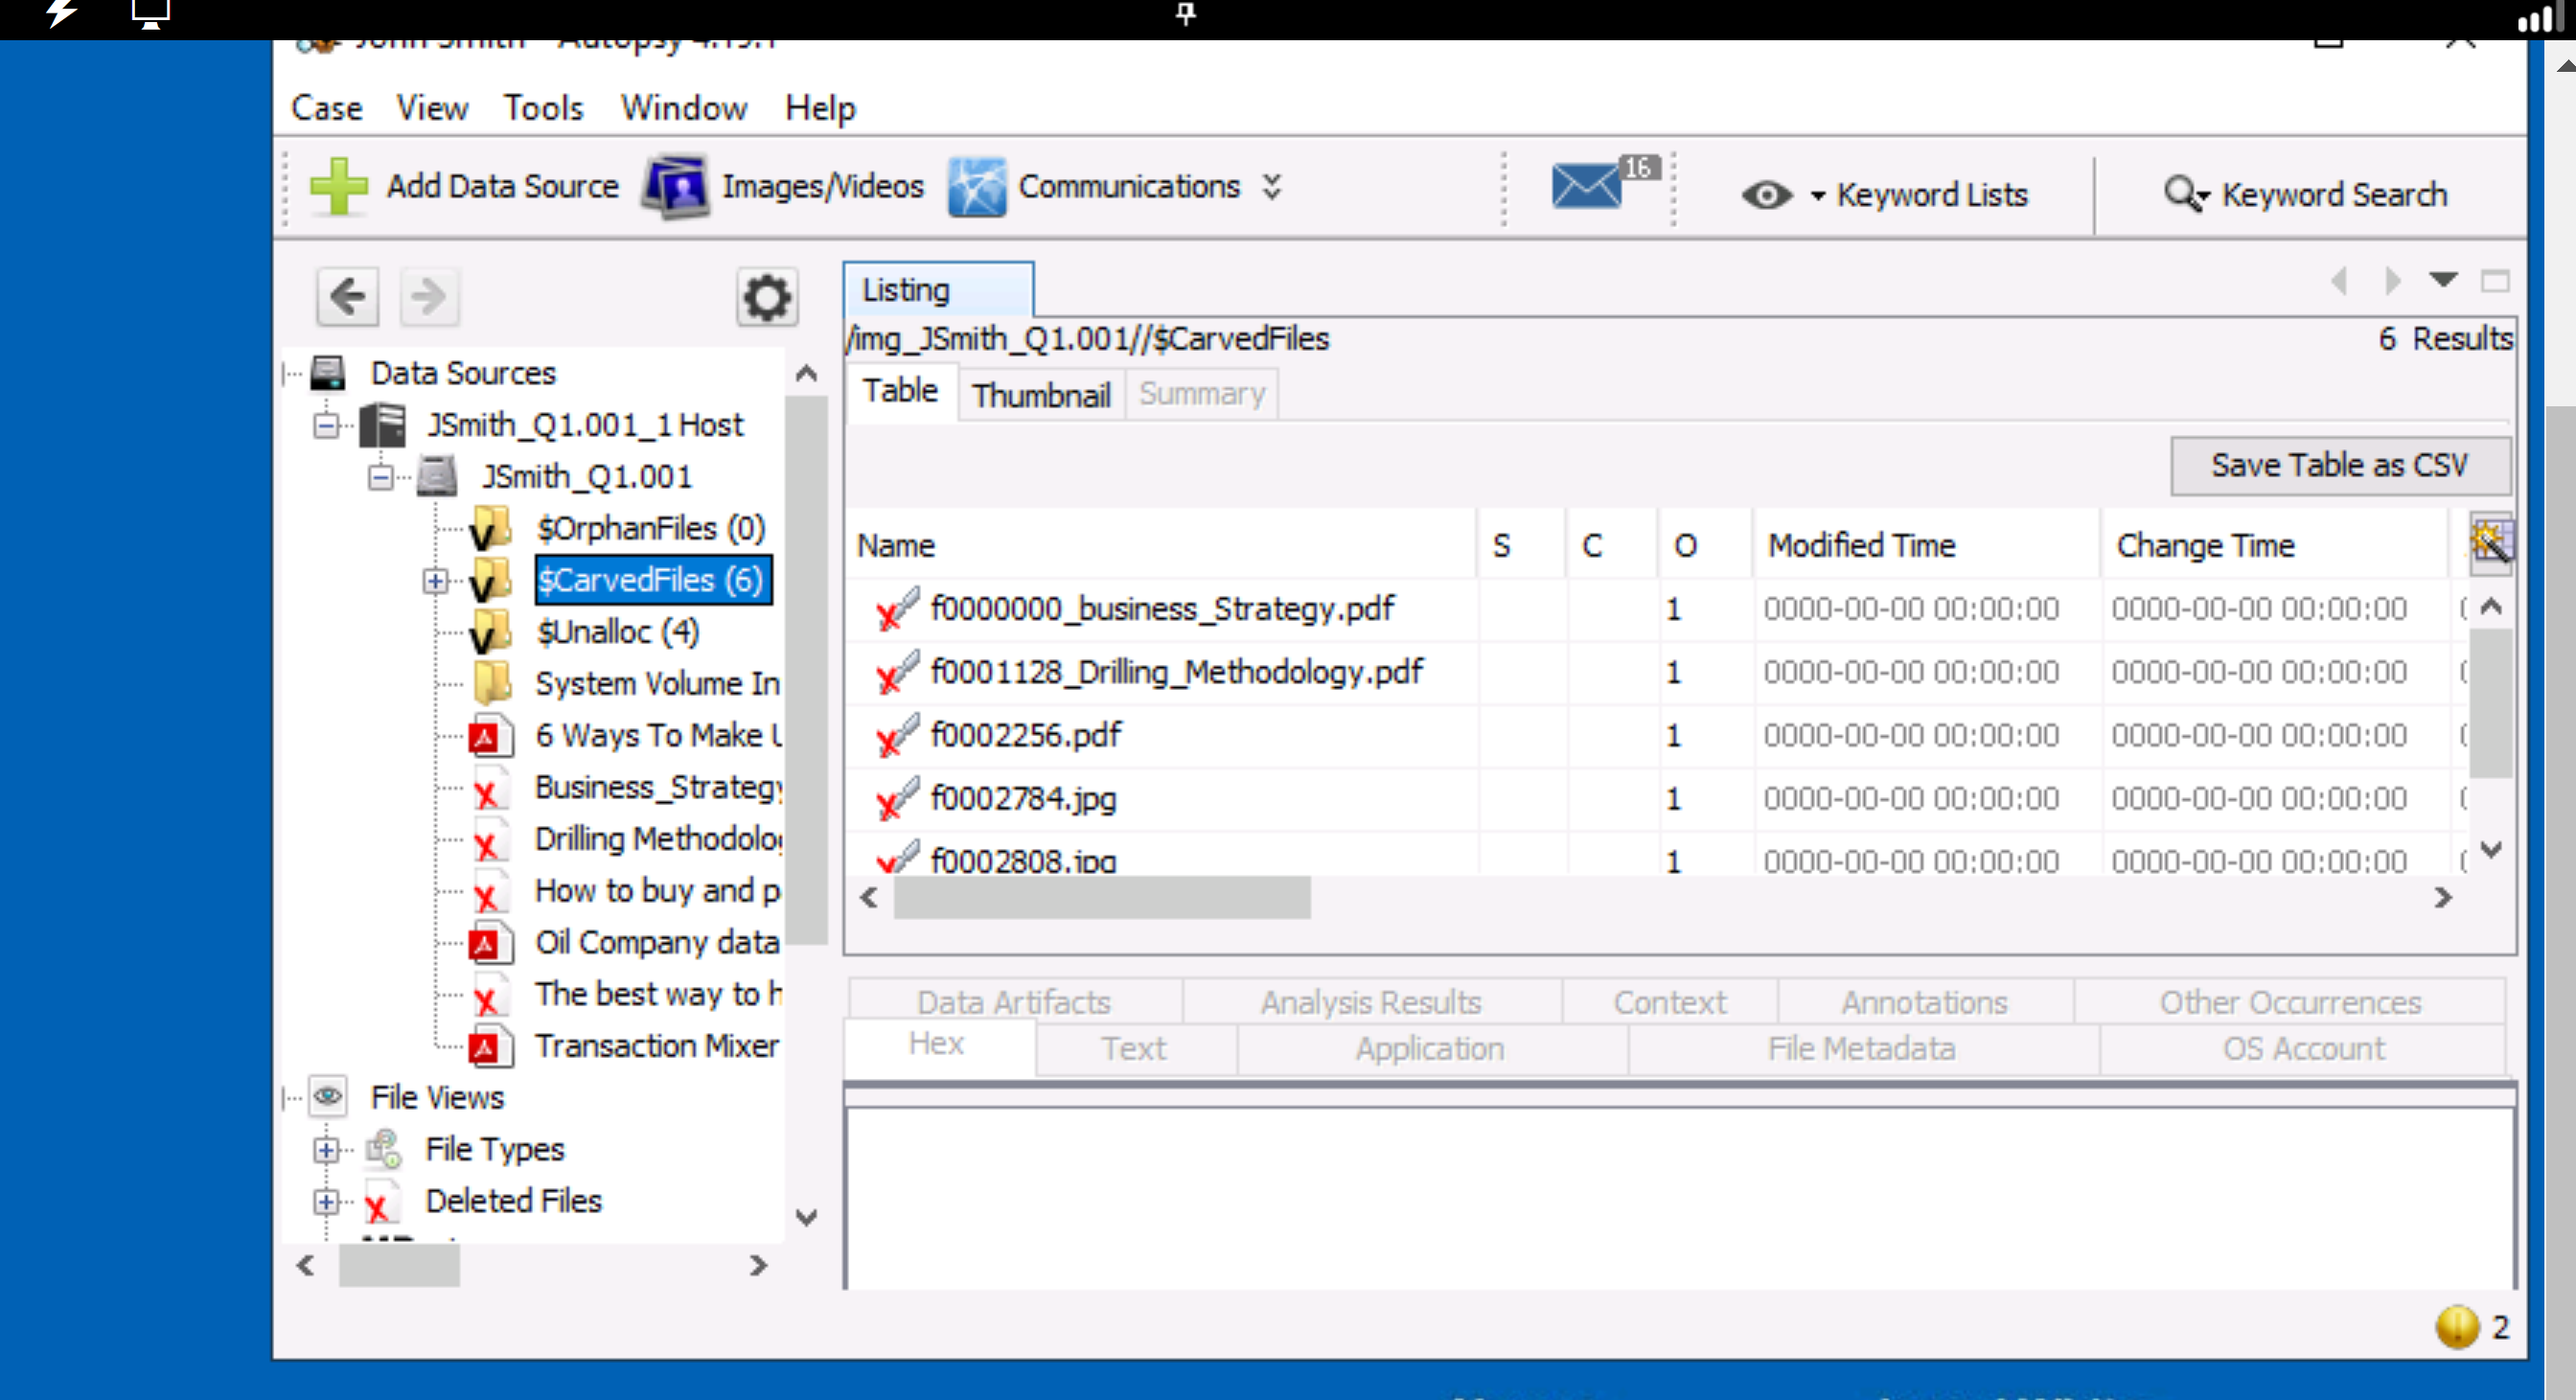 John Smith - Autopsy 4.19.1
Case View Tools Window Help
Add Data Source Images/Videos Communications 16 Keyword Lists Keyword Search
Data Sources
JSmith_Q1.001_1 Host
JSmith_Q1.001
$OrphanFiles (0)
$CarvedFiles (6)
$Unalloc (4)
System Volume In
6 Ways To Make
Business_Strategy
Drilling Methodolo
How to buy and p
Oil Company data
The best way to h
Transaction Mixer
File Views
File Types
Deleted Files
Listing
/img_JSmith_Q1.001//$CarvedFiles 6 Results
Table Thumbnail Summary
Save Table as CSV
Name S C O Modified Time Change Time
f0000000_business_Strategy.pdf 1 0000-00-00 00:00:00 0000-00-00 00:00:00
f0001128_Drilling_Methodology.pdf 1 0000-00-00 00:00:00 0000-00-00 00:00:00
f0002256.pdf 1 0000-00-00 00:00:00 0000-00-00 00:00:00
f0002784.jpg 1 0000-00-00 00:00:00 0000-00-00 00:00:00
f0002808.jpg 1 0000-00-00 00:00:00 0000-00-00 00:00:00
Data Artifacts Analysis Results Context Annotations Other Occurrences
Hex Text Application File Metadata OS Account
2